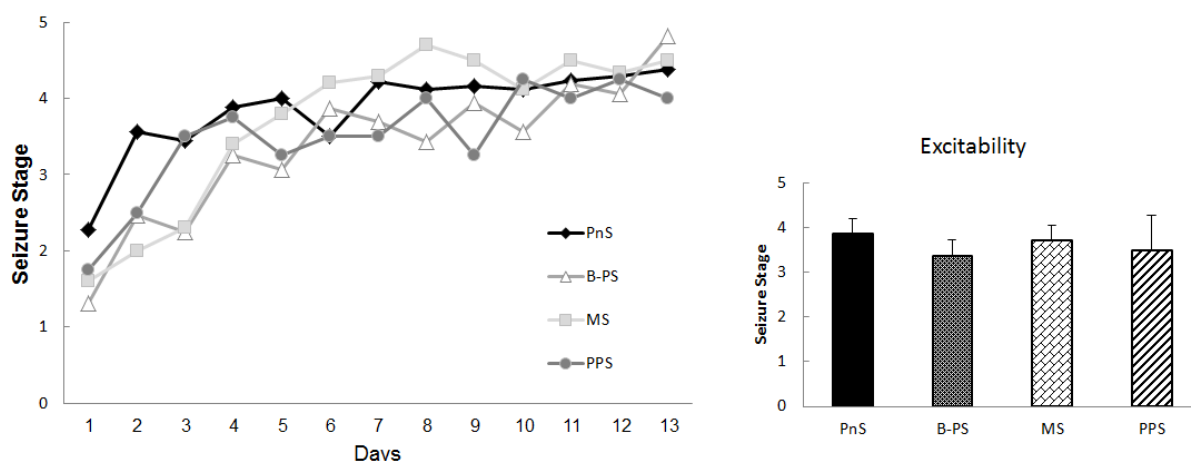 Seizure Stage
5
4
3
2
1
0
PnS
B-PS
MS
PPS
1 2 3 4 5 6 7 8 9 10 11 12 13
Days
Excitability
Seizure Stage
5
4
3
2
1
0
PnS B-PS MS PPS